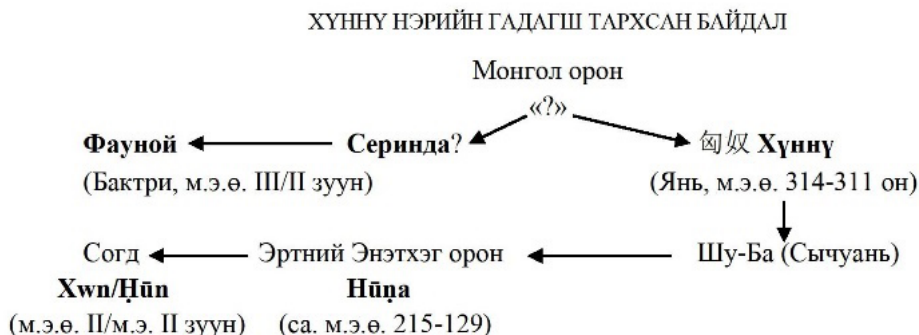 ХҮННҮ НЭРИЙН ГАДАГШ ТАРХСАН БАЙДАЛ
Монгол орон
«?»
Фауной Серинда? 匈奴 Хүннү
(Бактри, м.э.ө. III/II зуун) (Янь, м.э.ө. 314-311 он)
Согд Эртний Энэтхэг орон Шу-Ба (Сычуань)
Xwn/Ḥūn Hūṇa
(м.э.ө. II/м.э. II зуун) (ca. м.э.ө. 215-129)